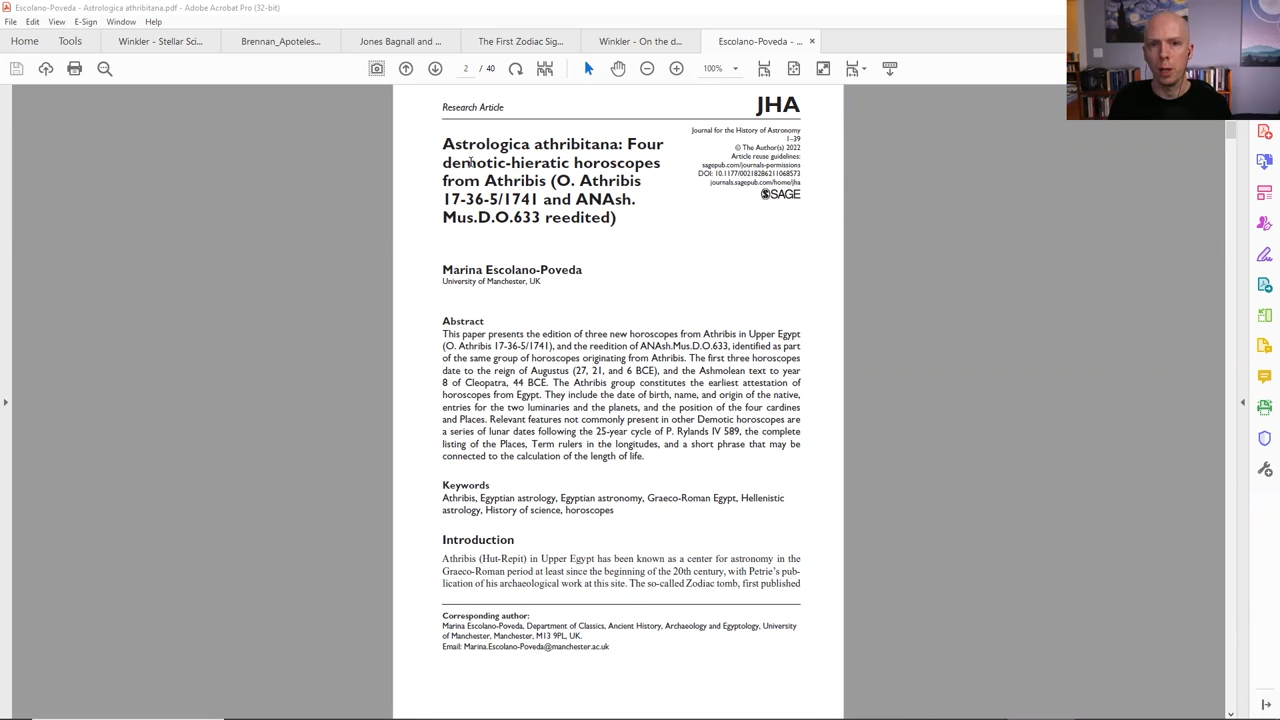 Escolano-Poveda - Astrologica athribitana.pdf - Adobe Acrobat Pro (32-bit)
File Edit View E-Sign Window Help
Home Tools Winkler - Stellar Sci... Brennan_Apoteles... Jones Bagnall and ... The First Zodiac Sig... Winkler - On the d... Escolano-Poveda - ... ×
2 / 40 100%
Research Article
JHA
Astrologica athribitana: Four
demotic-hieratic horoscopes
from Athribis (O. Athribis
17-36-5/1741 and ANAsh.
Mus.D.O.633 reedited)
Journal for the History of Astronomy
1–39
© The Author(s) 2022
Article reuse guidelines:
sagepub.com/journals-permissions
DOI: 10.1177/00218286211068573
journals.sagepub.com/home/jha
SAGE
Marina Escolano-Poveda
University of Manchester, UK
Abstract
This paper presents the edition of three new horoscopes from Athribis in Upper Egypt
(O. Athribis 17-36-5/1741), and the reedition of ANAsh.Mus.D.O.633, identified as part
of the same group of horoscopes originating from Athribis. The first three horoscopes
date to the reign of Augustus (27, 21, and 6 BCE), and the Ashmolean text to year
8 of Cleopatra, 44 BCE. The Athribis group constitutes the earliest attestation of
horoscopes from Egypt. They include the date of birth, name, and origin of the native,
entries for the two luminaries and the planets, and the position of the four cardines
and Places. Relevant features not commonly present in other Demotic horoscopes are
a series of lunar dates following the 25-year cycle of P. Rylands IV 589, the complete
listing of the Places, Term rulers in the longitudes, and a short phrase that may be
connected to the calculation of the length of life.
Keywords
Athribis, Egyptian astrology, Egyptian astronomy, Graeco-Roman Egypt, Hellenistic
astrology, History of science, horoscopes
Introduction
Athribis (Hut-Repit) in Upper Egypt has been known as a center for astronomy in the
Graeco-Roman period at least since the beginning of the 20th century, with Petrie's pub-
lication of his archaeological work at this site. The so-called Zodiac tomb, first published
Corresponding author:
Marina Escolano-Poveda, Department of Classics, Ancient History, Archaeology and Egyptology, University
of Manchester, Manchester, M13 9PL, UK.
Email: Marina.Escolano-Poveda@manchester.ac.uk